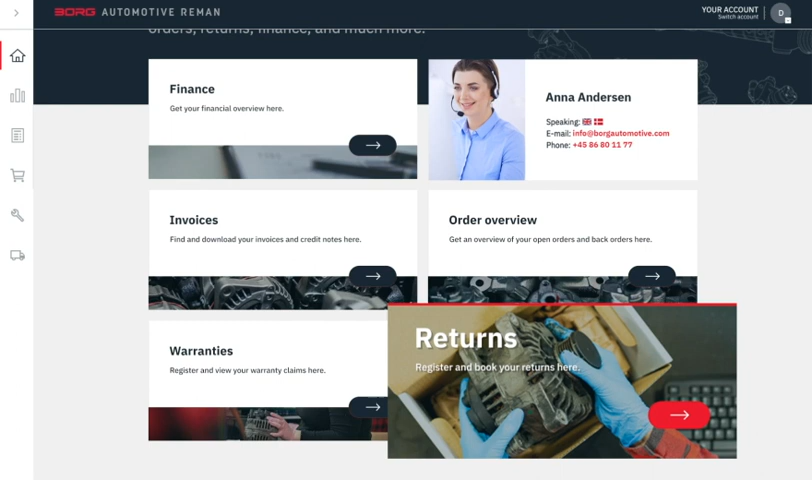 BORG AUTOMOTIVE REMAN
YOUR ACCOUNT
Switch account
D
orders, returns, finance, and much more.
Finance
Get your financial overview here.
Anna Andersen
Speaking:
E-mail: info@borgautomotive.com
Phone: +45 86 80 11 77
Invoices
Find and download your invoices and credit notes here.
Order overview
Get an overview of your open orders and back orders here.
Warranties
Register and view your warranty claims here.
Returns
Register and book your returns here.